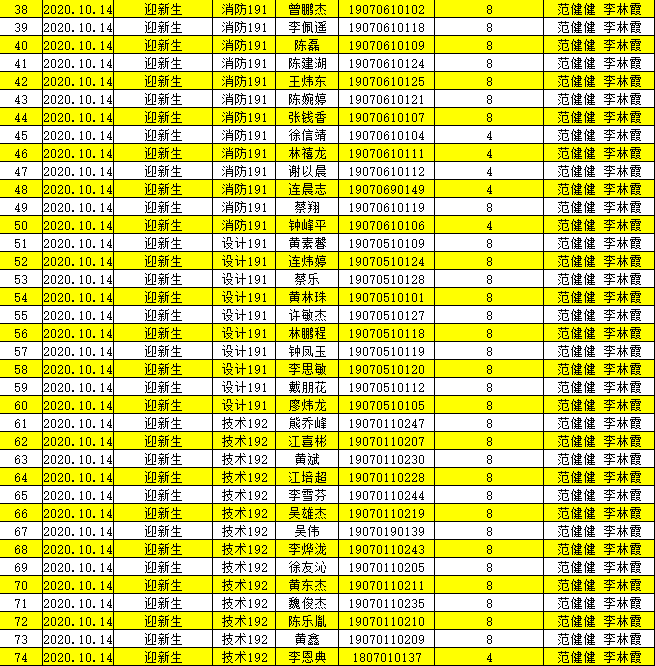 38 2020.10.14 迎新生 消防191 曾鹏杰 19070610102 8 范健健 李林霞
39 2020.10.14 迎新生 消防191 李佩遥 19070610118 8 范健健 李林霞
40 2020.10.14 迎新生 消防191 陈磊 19070610109 8 范健健 李林霞
41 2020.10.14 迎新生 消防191 陈建湖 19070610124 8 范健健 李林霞
42 2020.10.14 迎新生 消防191 王炜东 19070610125 8 范健健 李林霞
43 2020.10.14 迎新生 消防191 陈婉婷 19070610121 8 范健健 李林霞
44 2020.10.14 迎新生 消防191 张钱香 19070610107 8 范健健 李林霞
45 2020.10.14 迎新生 消防191 徐信靖 19070610104 4 范健健 李林霞
46 2020.10.14 迎新生 消防191 林禧龙 19070610111 4 范健健 李林霞
47 2020.10.14 迎新生 消防191 谢以晨 19070610112 4 范健健 李林霞
48 2020.10.14 迎新生 消防191 连晨志 19070690149 4 范健健 李林霞
49 2020.10.14 迎新生 消防191 蔡翔 19070610119 8 范健健 李林霞
50 2020.10.14 迎新生 消防191 钟峰平 19070610106 4 范健健 李林霞
51 2020.10.14 迎新生 设计191 黄素馨 19070510109 8 范健健 李林霞
52 2020.10.14 迎新生 设计191 连炜婷 19070510124 8 范健健 李林霞
53 2020.10.14 迎新生 设计191 蔡乐 19070510128 8 范健健 李林霞
54 2020.10.14 迎新生 设计191 黄林珠 19070510101 8 范健健 李林霞
55 2020.10.14 迎新生 设计191 许敏杰 19070510127 8 范健健 李林霞
56 2020.10.14 迎新生 设计191 林鹏程 19070510118 8 范健健 李林霞
57 2020.10.14 迎新生 设计191 钟凤玉 19070510119 8 范健健 李林霞
58 2020.10.14 迎新生 设计191 李思敏 19070510120 8 范健健 李林霞
59 2020.10.14 迎新生 设计191 戴朋花 19070510112 8 范健健 李林霞
60 2020.10.14 迎新生 设计191 廖炜龙 19070510105 8 范健健 李林霞
61 2020.10.14 迎新生 技术192 熊乔峰 19070110247 8 范健健 李林霞
62 2020.10.14 迎新生 技术192 江嘉彬 19070110207 8 范健健 李林霞
63 2020.10.14 迎新生 技术192 黄斌 19070110230 8 范健健 李林霞
64 2020.10.14 迎新生 技术192 江培超 19070110228 8 范健健 李林霞
65 2020.10.14 迎新生 技术192 李雪芬 19070110244 8 范健健 李林霞
66 2020.10.14 迎新生 技术192 吴雄杰 19070110219 8 范健健 李林霞
67 2020.10.14 迎新生 技术192 吴伟 19070190139 8 范健健 李林霞
68 2020.10.14 迎新生 技术192 李烨泷 19070110243 8 范健健 李林霞
69 2020.10.14 迎新生 技术192 徐友沁 19070110205 8 范健健 李林霞
70 2020.10.14 迎新生 技术192 黄东杰 19070110211 8 范健健 李林霞
71 2020.10.14 迎新生 技术192 魏俊杰 19070110235 8 范健健 李林霞
72 2020.10.14 迎新生 技术192 陈乐胤 19070110210 8 范健健 李林霞
73 2020.10.14 迎新生 技术192 黄鑫 19070110209 8 范健健 李林霞
74 2020.10.14 迎新生 技术192 李恩典 1807010137 4 范健健 李林霞